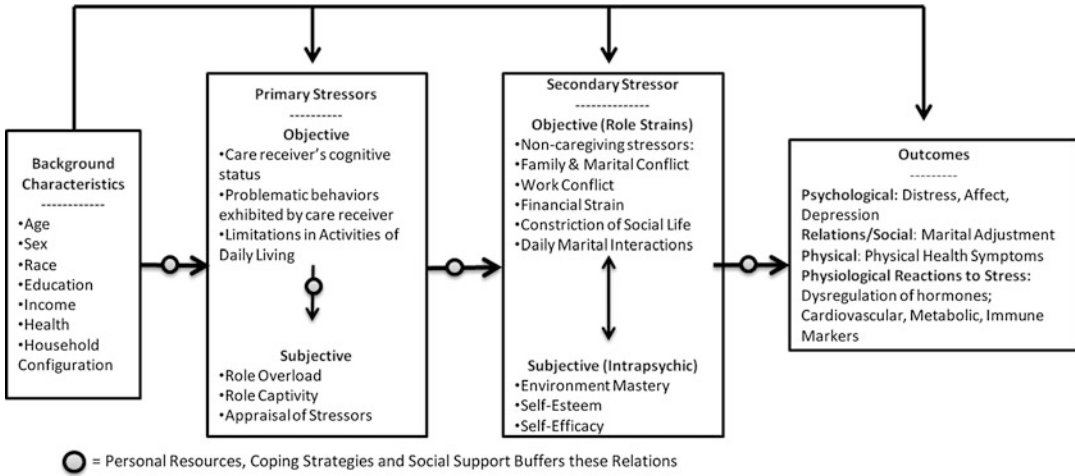 Background
Characteristics
------------
•Age
•Sex
•Race
•Education
•Income
•Health
•Household
Configuration
Primary Stressors
----------
Objective
•Care receiver's cognitive
status
•Problematic behaviors
exhibited by care receiver
•Limitations in Activities of
Daily Living
Subjective
•Role Overload
•Role Captivity
•Appraisal of Stressors
Secondary Stressor
--------------
Objective (Role Strains)
•Non-caregiving stressors:
•Family & Marital Conflict
•Work Conflict
•Financial Strain
•Constriction of Social Life
•Daily Marital Interactions
Subjective (Intrapsychic)
•Environment Mastery
•Self-Esteem
•Self-Efficacy
Outcomes
---------
Psychological: Distress, Affect,
Depression
Relations/Social: Marital Adjustment
Physical: Physical Health Symptoms
Physiological Reactions to Stress:
Dysregulation of hormones;
Cardiovascular, Metabolic, Immune
Markers
= Personal Resources, Coping Strategies and Social Support Buffers these Relations